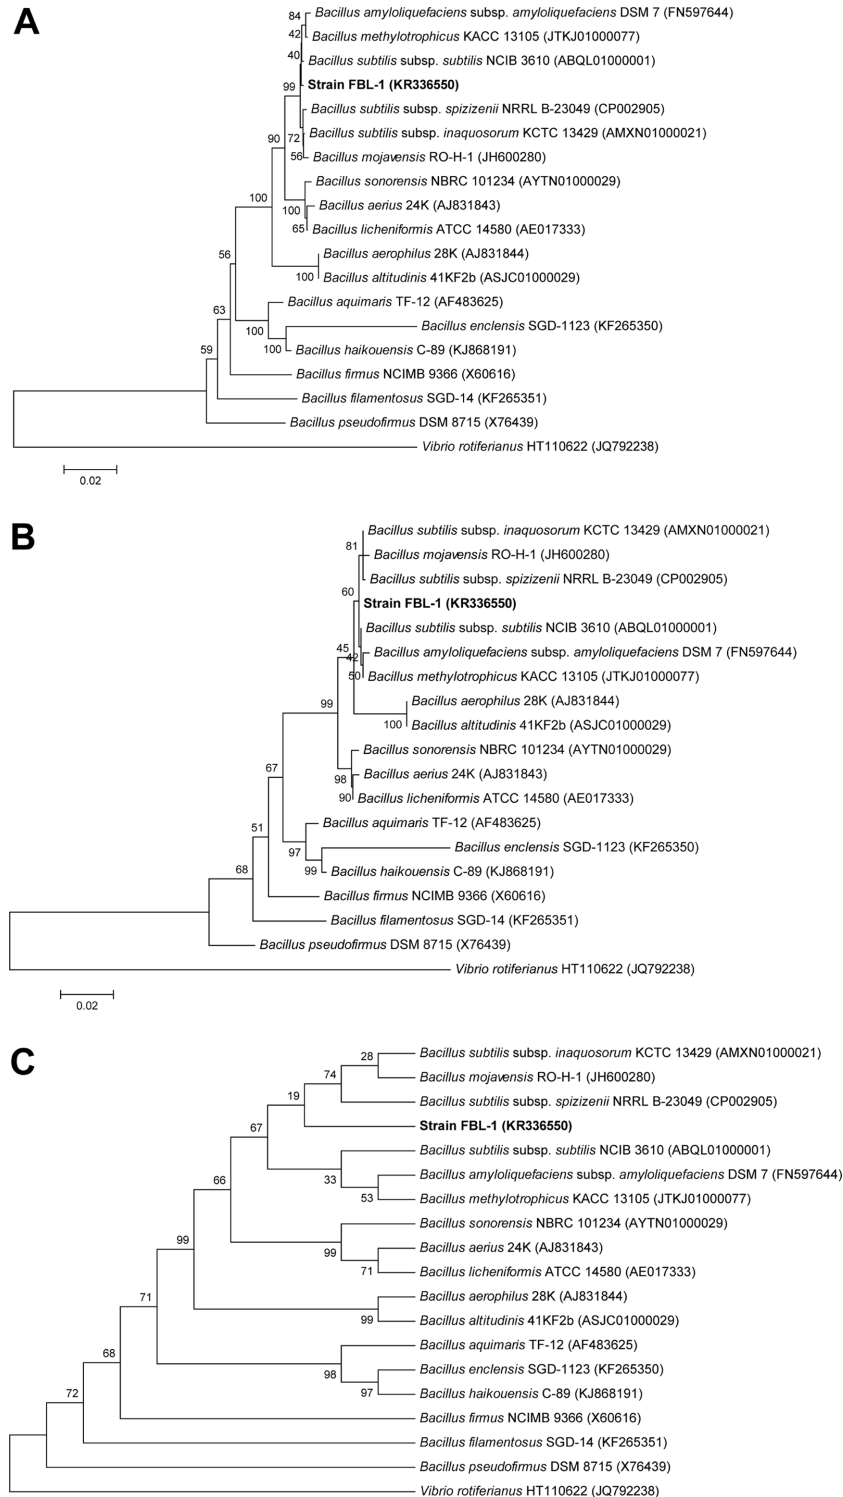 A
84
Bacillus amyloliquefaciens subsp. amyloliquefaciens DSM 7 (FN597644)
42
Bacillus methylotrophicus KACC 13105 (JTKJ01000077)
40
Bacillus subtilis subsp. subtilis NCIB 3610 (ABQL01000001)
99
Strain FBL-1 (KR336550)
Bacillus subtilis subsp. spizizenii NRRL B-23049 (CP002905)
90
72
Bacillus subtilis subsp. inaquosorum KCTC 13429 (AMXN01000021)
56
Bacillus mojavensis RO-H-1 (JH600280)
Bacillus sonorensis NBRC 101234 (AYTN01000029)
100
100
Bacillus aerius 24K (AJ831843)
65
Bacillus licheniformis ATCC 14580 (AE017333)
56
Bacillus aerophilus 28K (AJ831844)
100
Bacillus altitudinis 41KF2b (ASJC01000029)
Bacillus aquimaris TF-12 (AF483625)
63
100
Bacillus enclensis SGD-1123 (KF265350)
59
100
Bacillus haikouensis C-89 (KJ868191)
Bacillus firmus NCIMB 9366 (X60616)
Bacillus filamentosus SGD-14 (KF265351)
Bacillus pseudofirmus DSM 8715 (X76439)
Vibrio rotiferianus HT110622 (JQ792238)
0.02
B
Bacillus subtilis subsp. inaquosorum KCTC 13429 (AMXN01000021)
81
Bacillus mojavensis RO-H-1 (JH600280)
Bacillus subtilis subsp. spizizenii NRRL B-23049 (CP002905)
60
Strain FBL-1 (KR336550)
Bacillus subtilis subsp. subtilis NCIB 3610 (ABQL01000001)
45
42
Bacillus amyloliquefaciens subsp. amyloliquefaciens DSM 7 (FN597644)
50
Bacillus methylotrophicus KACC 13105 (JTKJ01000077)
99
Bacillus aerophilus 28K (AJ831844)
100
Bacillus altitudinis 41KF2b (ASJC01000029)
Bacillus sonorensis NBRC 101234 (AYTN01000029)
67
98
Bacillus aerius 24K (AJ831843)
90
Bacillus licheniformis ATCC 14580 (AE017333)
51
Bacillus aquimaris TF-12 (AF483625)
97
Bacillus enclensis SGD-1123 (KF265350)
68
99
Bacillus haikouensis C-89 (KJ868191)
Bacillus firmus NCIMB 9366 (X60616)
Bacillus filamentosus SGD-14 (KF265351)
Bacillus pseudofirmus DSM 8715 (X76439)
Vibrio rotiferianus HT110622 (JQ792238)
0.02
C
28
Bacillus subtilis subsp. inaquosorum KCTC 13429 (AMXN01000021)
74
Bacillus mojavensis RO-H-1 (JH600280)
19
Bacillus subtilis subsp. spizizenii NRRL B-23049 (CP002905)
67
Strain FBL-1 (KR336550)
Bacillus subtilis subsp. subtilis NCIB 3610 (ABQL01000001)
66
33
Bacillus amyloliquefaciens subsp. amyloliquefaciens DSM 7 (FN597644)
53
Bacillus methylotrophicus KACC 13105 (JTKJ01000077)
Bacillus sonorensis NBRC 101234 (AYTN01000029)
99
99
Bacillus aerius 24K (AJ831843)
71
Bacillus licheniformis ATCC 14580 (AE017333)
71
Bacillus aerophilus 28K (AJ831844)
99
Bacillus altitudinis 41KF2b (ASJC01000029)
68
Bacillus aquimaris TF-12 (AF483625)
98
Bacillus enclensis SGD-1123 (KF265350)
72
97
Bacillus haikouensis C-89 (KJ868191)
Bacillus firmus NCIMB 9366 (X60616)
Bacillus filamentosus SGD-14 (KF265351)
Bacillus pseudofirmus DSM 8715 (X76439)
Vibrio rotiferianus HT110622 (JQ792238)